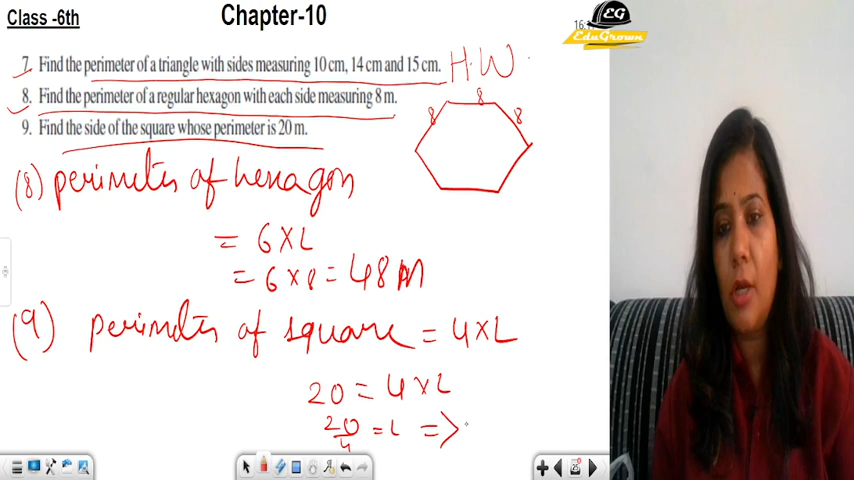 Class -6th
Chapter-10
16:1
EG
EduGrown
7. Find the perimeter of a triangle with sides measuring 10 cm, 14 cm and 15 cm. H.W.
8. Find the perimeter of a regular hexagon with each side measuring 8 m.
9. Find the side of the square whose perimeter is 20 m.
8 8 8
(8) perimeter of hexagon
= 6 × L
= 6 × 8 = 48 m
(9) perimeter of square = 4 × L
20 = 4 × L
20/4 = L =>
25